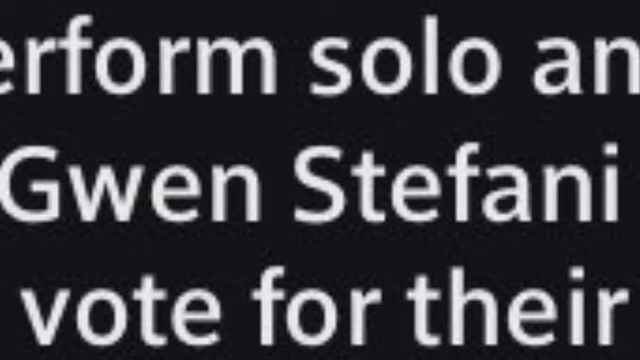 erform solo an
Gwen Stefani
vote for their